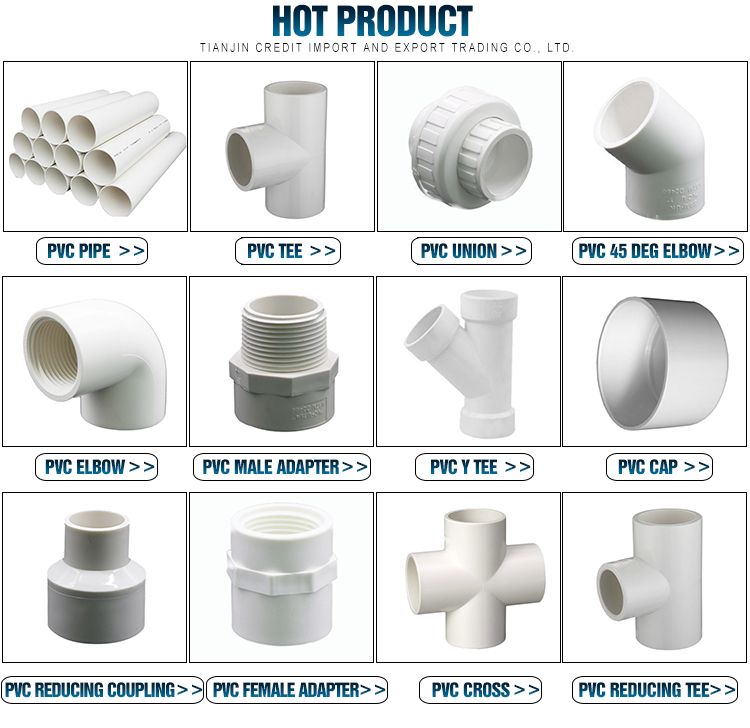 HOT PRODUCT
TIANJIN CREDIT IMPORT AND EXPORT TRADING CO., LTD.
PVC PIPE >>
PVC TEE >>
PVC UNION >>
PVC 45 DEG ELBOW>>
PVC ELBOW >>
PVC MALE ADAPTER>>
PVC Y TEE >>
PVC CAP >>
PVC REDUCING COUPLING>>
PVC FEMALE ADAPTER>>
PVC CROSS >>
PVC REDUCING TEE>>